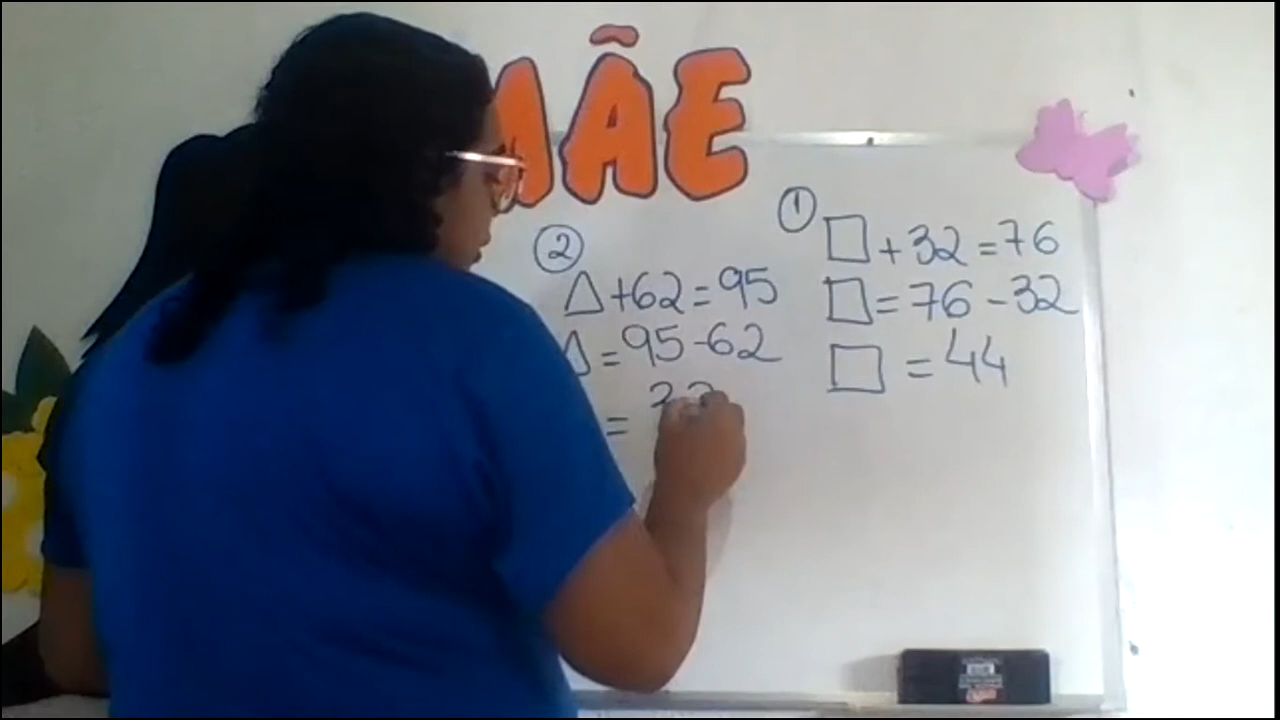 MÃE
①
□ + 32 = 76
□ = 76 - 32
□ = 44
②
△ + 62 = 95
△ = 95 - 62
=